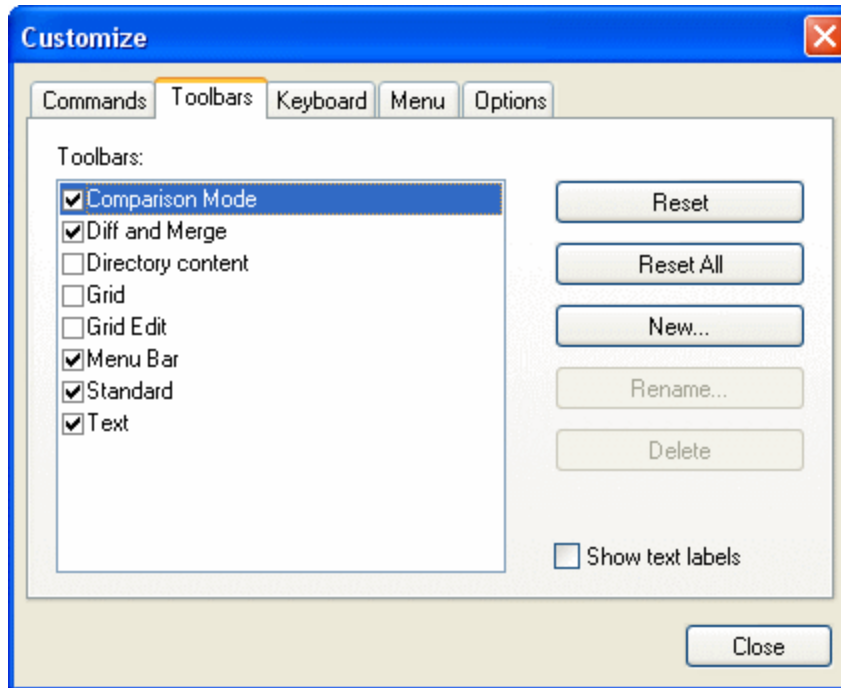 Customize
Commands Toolbars Keyboard Menu Options
Toolbars:
Comparison Mode
Diff and Merge
Directory content
Grid
Grid Edit
Menu Bar
Standard
Text
Reset
Reset All
New...
Rename...
Delete
Show text labels
Close